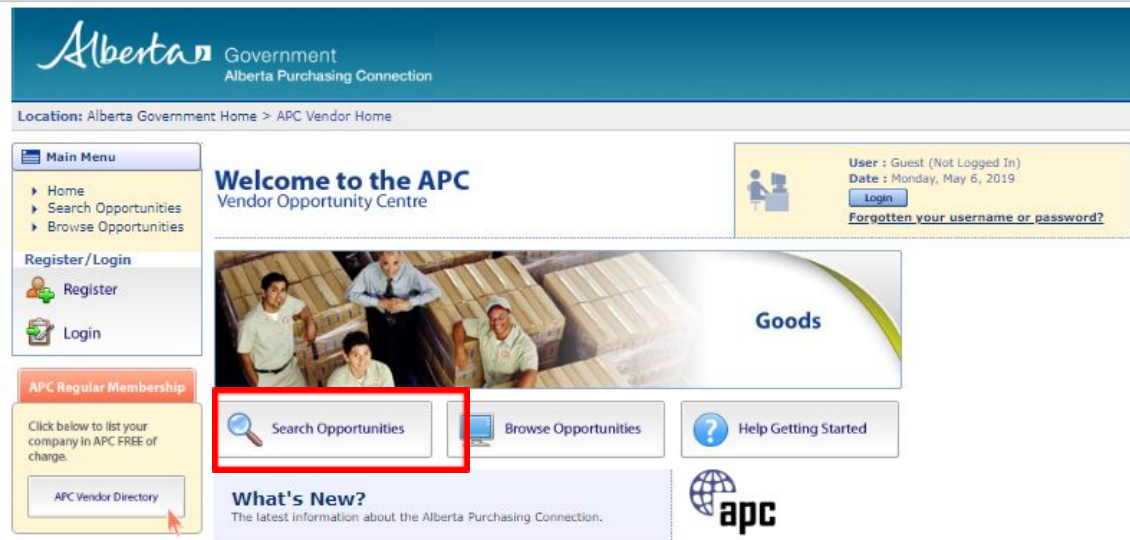 Alberta Government
Alberta Purchasing Connection
Location: Alberta Government Home > APC Vendor Home
Main Menu
Home
Search Opportunities
Browse Opportunities
Register/Login
Register
Login
APC Regular Membership
Click below to list your
company in APC FREE of
charge.
APC Vendor Directory
Welcome to the APC
Vendor Opportunity Centre
User : Guest (Not Logged In)
Date : Monday, May 6, 2019
Login
Forgotten your username or password?
Goods
Search Opportunities
Browse Opportunities
? Help Getting Started
What's New?
The latest information about the Alberta Purchasing Connection.
apc